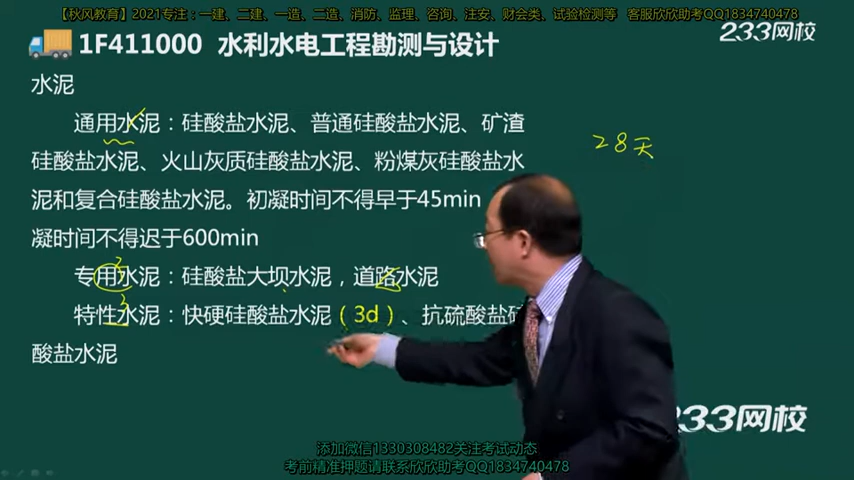 【秋风教育】2021专注：一建、二建、一造、二造、消防、监理、咨询、注安、财会类、试验检测等 客服欣欣助考QQ1834740478
1F411000 水利水电工程勘测与设计
233网校
水泥
通用水泥：硅酸盐水泥、普通硅酸盐水泥、矿渣
28天
硅酸盐水泥、火山灰质硅酸盐水泥、粉煤灰硅酸盐水
泥和复合硅酸盐水泥。初凝时间不得早于45min
凝时间不得迟于600min
2
专用水泥：硅酸盐大坝水泥，道路水泥
3
特性水泥：快硬硅酸盐水泥（3d）、抗硫酸盐硅
酸盐水泥
233网校
添加微信1330308482关注考试动态
考前精准押题请联系欣欣助考QQ1834740478